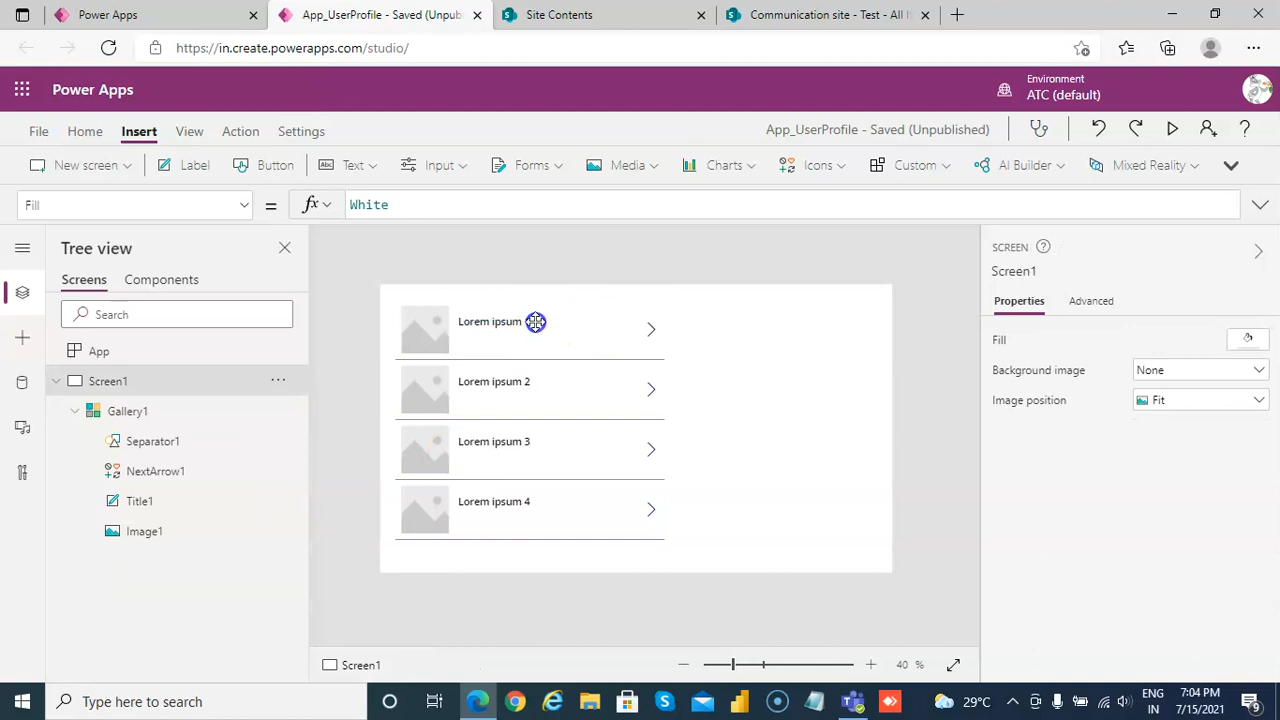 Power Apps
App_UserProfile - Saved (Unpubl
Site Contents
Communication site - Test - All I
https://in.create.powerapps.com/studio/
Power Apps
Environment
ATC (default)
File Home Insert View Action Settings
App_UserProfile - Saved (Unpublished)
New screen Label Button Text Input Forms Media Charts Icons Custom AI Builder Mixed Reality
Fill = fx White
Tree view
Screens Components
Search
App
Screen1
Gallery1
Separator1
NextArrow1
Title1
Image1
Lorem ipsum
Lorem ipsum 2
Lorem ipsum 3
Lorem ipsum 4
SCREEN
Screen1
Properties Advanced
Fill
Background image None
Image position Fit
Screen1
40 %
Type here to search
29°C
ENG
IN
7:04 PM
7/15/2021
9